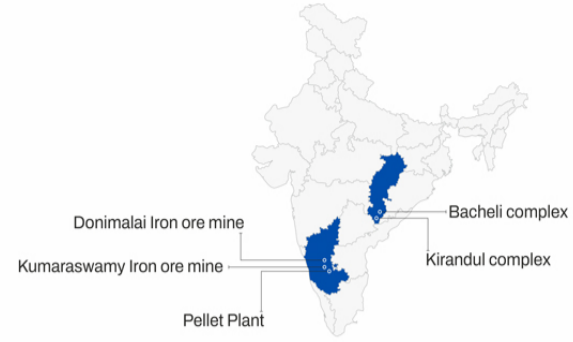 Bacheli complex
Donimalai Iron ore mine
Kirandul complex
Kumaraswamy Iron ore mine
Pellet Plant